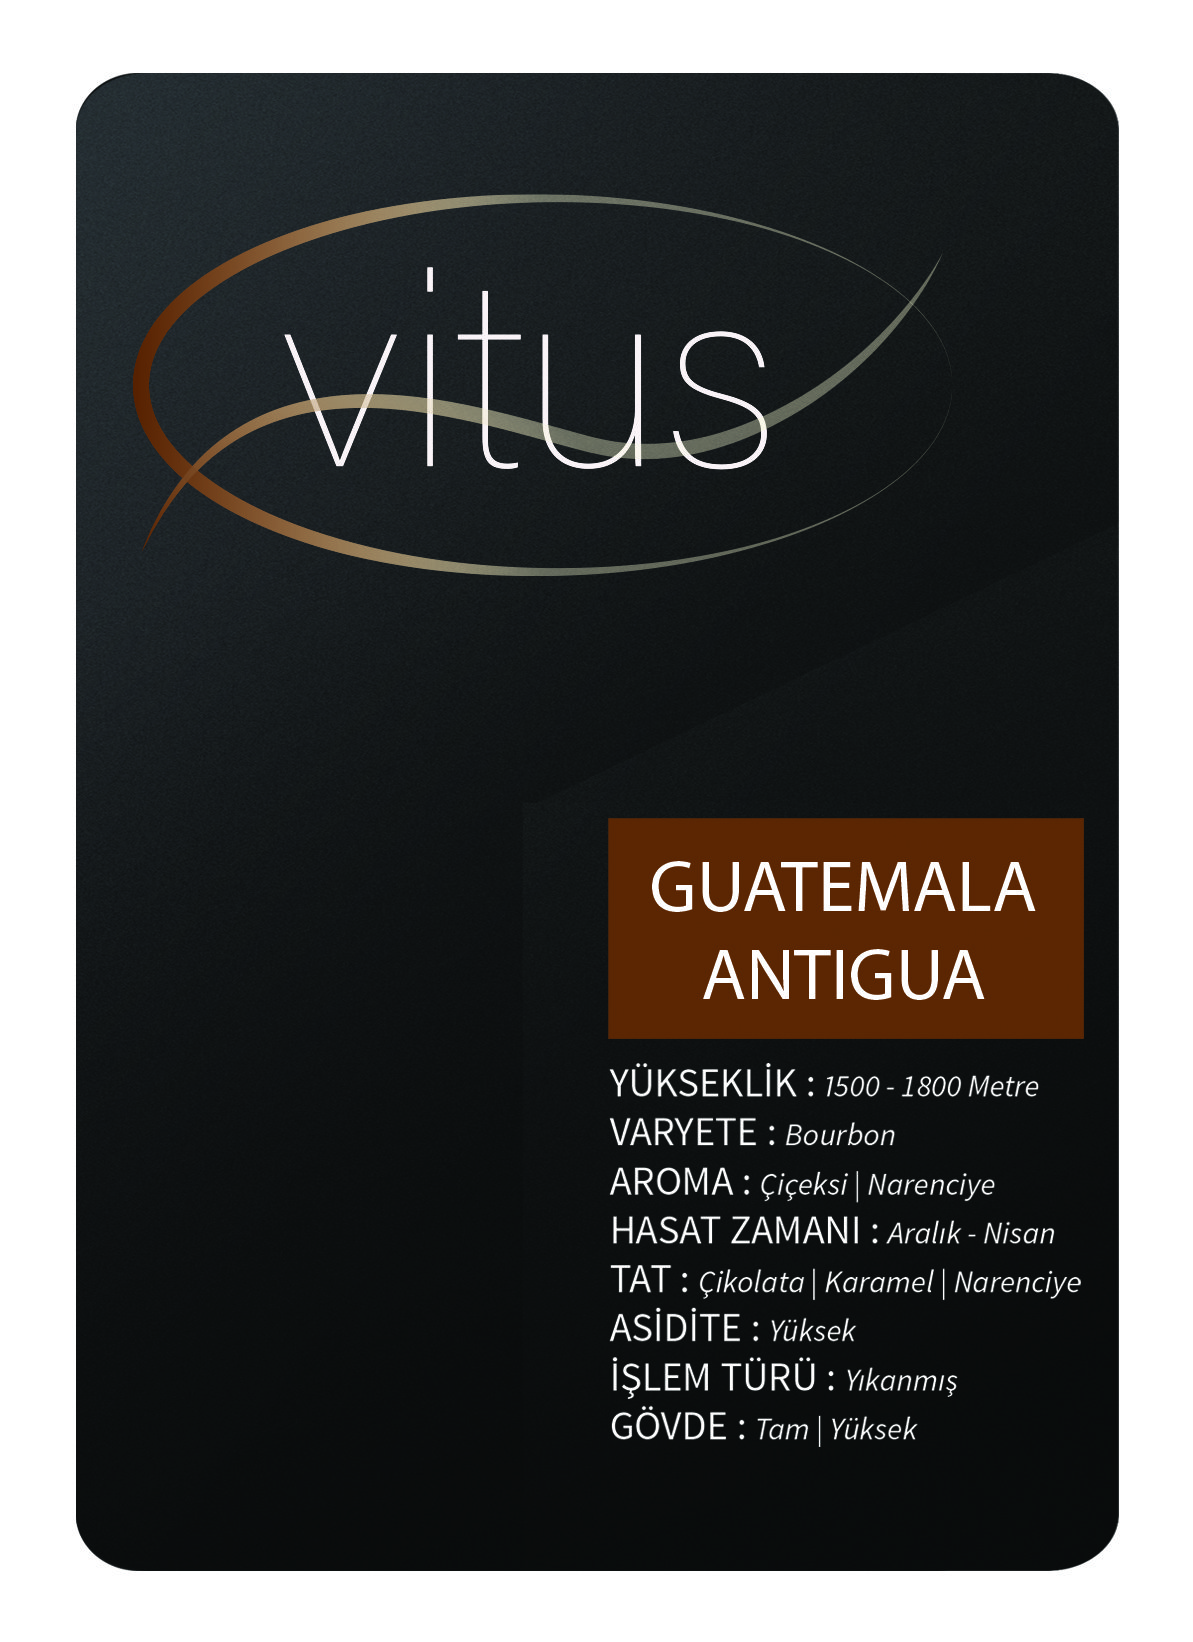 vitus
GUATEMALA
ANTIGUA
YÜKSEKLİK : 1500 - 1800 Metre
VARYETE : Bourbon
AROMA : Çiçeksi | Narenciye
HASAT ZAMANI : Aralık - Nisan
TAT : Çikolata | Karamel | Narenciye
ASİDİTE : Yüksek
İŞLEM TÜRÜ : Yıkanmış
GÖVDE : Tam | Yüksek